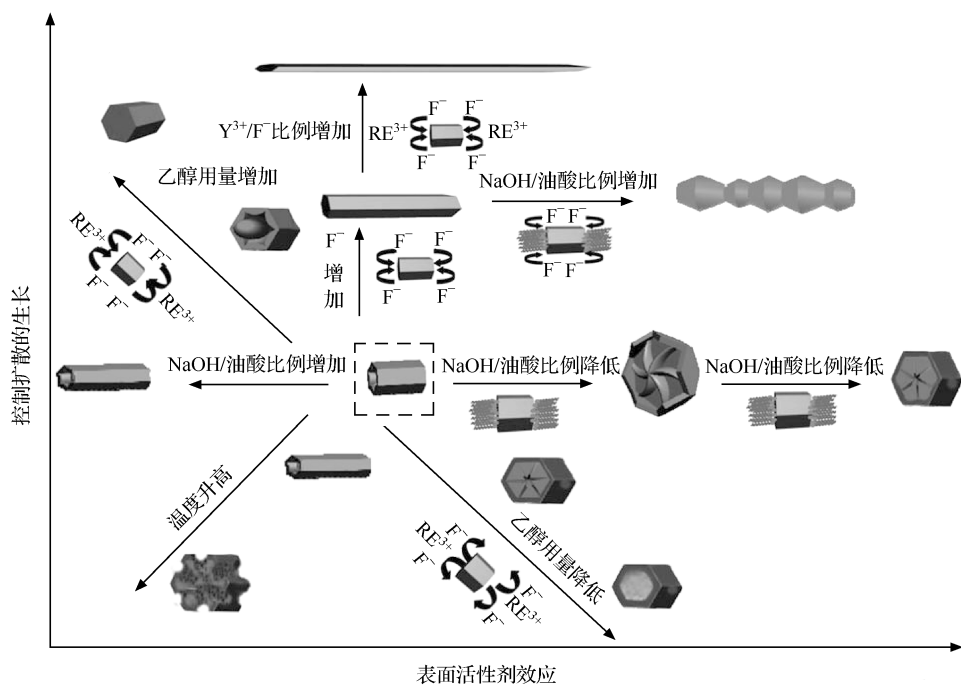 F⁻ F⁻
Y³⁺/F⁻比例增加 RE³⁺ RE³⁺
F⁻ F⁻
乙醇用量增加
NaOH/油酸比例增加
F⁻ F⁻
F⁻ F⁻
F⁻
增加
F⁻ F⁻
F⁻ F⁻
RE³⁺
F⁻ F⁻
F⁻ F⁻
RE³⁺
NaOH/油酸比例增加
NaOH/油酸比例降低
NaOH/油酸比例降低
温度升高
乙醇用量降低
F⁻
RE³⁺
F⁻
F⁻
RE³⁺
F⁻
控制扩散的生长
表面活性剂效应